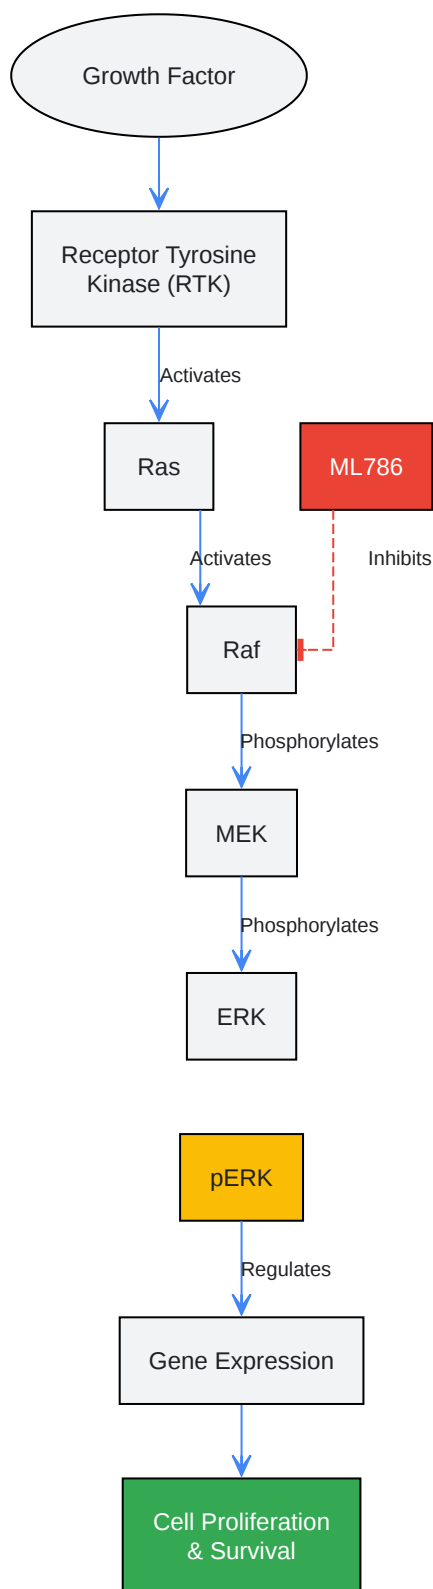 Growth Factor
Receptor Tyrosine
Kinase (RTK)
Activates
Ras
ML786
Activates
Inhibits
Raf
Phosphorylates
MEK
Phosphorylates
ERK
pERK
Regulates
Gene Expression
Cell Proliferation
& Survival